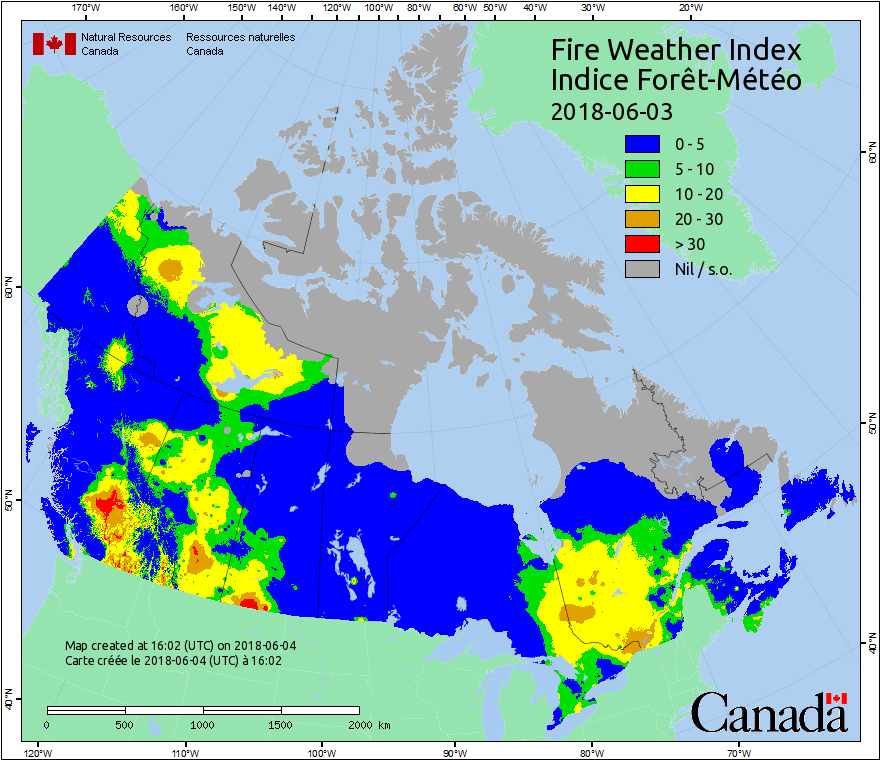 170°W 160°W 150°W 140°W 130°W 120°W 110°W 100°W 90°W 80°W 70°W 60°W 50°W 40°W 30°W 20°W
Natural Resources Ressources naturelles
Canada Canada
Fire Weather Index
Indice Forêt-Météo
2018-06-03
0 - 5
5 - 10
10 - 20
20 - 30
> 30
Nil / s.o.
60°N
60°N
50°N
50°N
40°N
40°N
Map created at 16:02 (UTC) on 2018-06-04
Carte créée le 2018-06-04 (UTC) à 16:02
0 500 1000 1500 2000 km
Canada
120°W 110°W 100°W 90°W 80°W 70°W